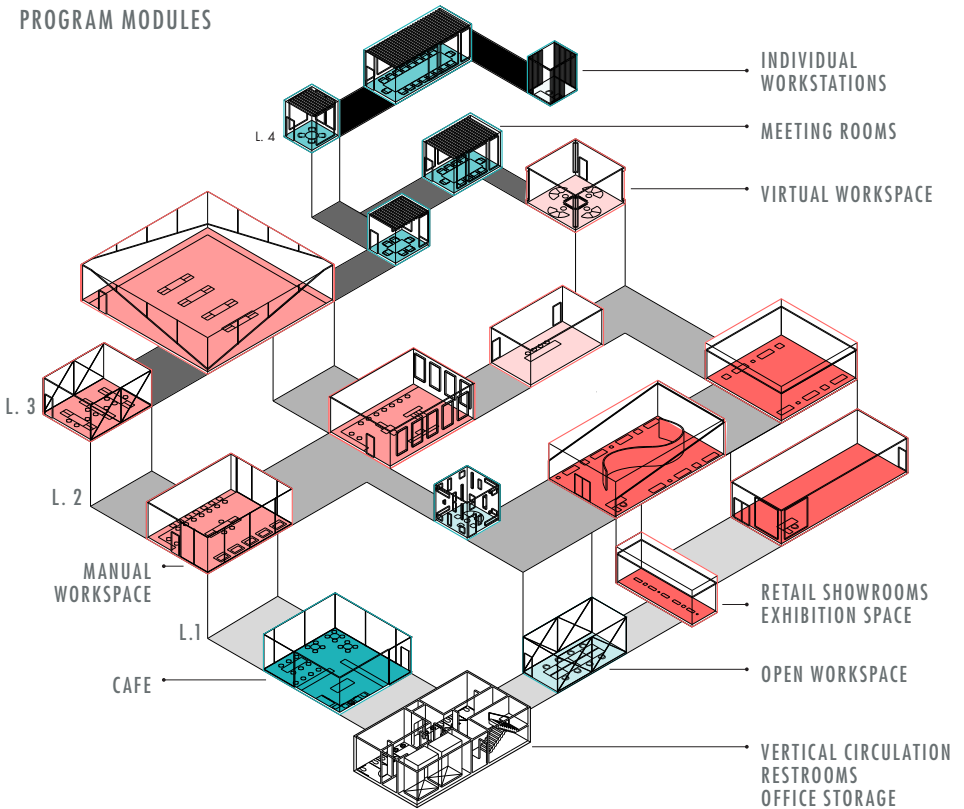 PROGRAM MODULES
INDIVIDUAL
WORKSTATIONS
L. 4
MEETING ROOMS
VIRTUAL WORKSPACE
L. 3
L. 2
MANUAL
WORKSPACE
RETAIL SHOWROOMS
EXHIBITION SPACE
L.1
CAFE
OPEN WORKSPACE
VERTICAL CIRCULATION
RESTROOMS
OFFICE STORAGE